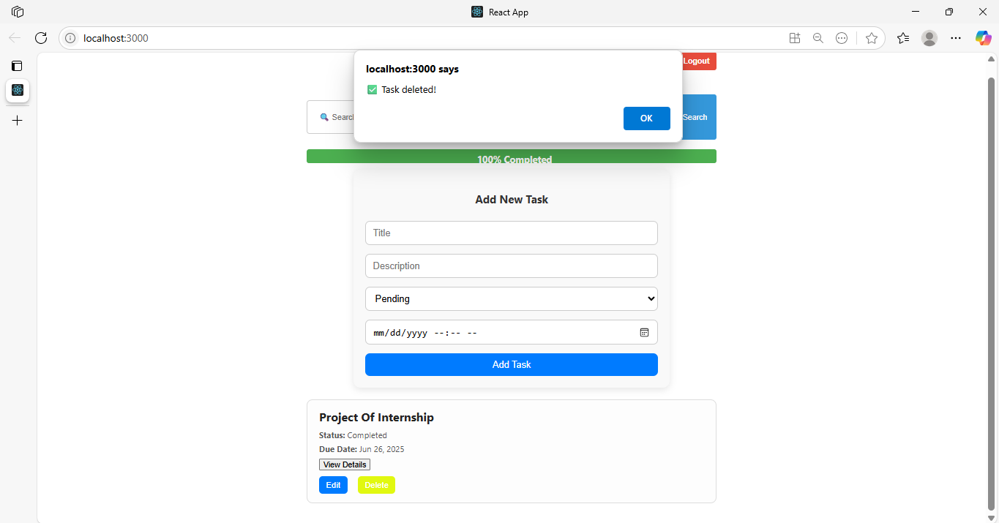 React App
localhost:3000
localhost:3000 says
Task deleted!
OK
Logout
Search
100% Completed
Add New Task
Title
Description
Pending
mm/dd/yyyy --:-- --
Add Task
Project Of Internship
Status: Completed
Due Date: Jun 26, 2025
View Details
Edit
Delete